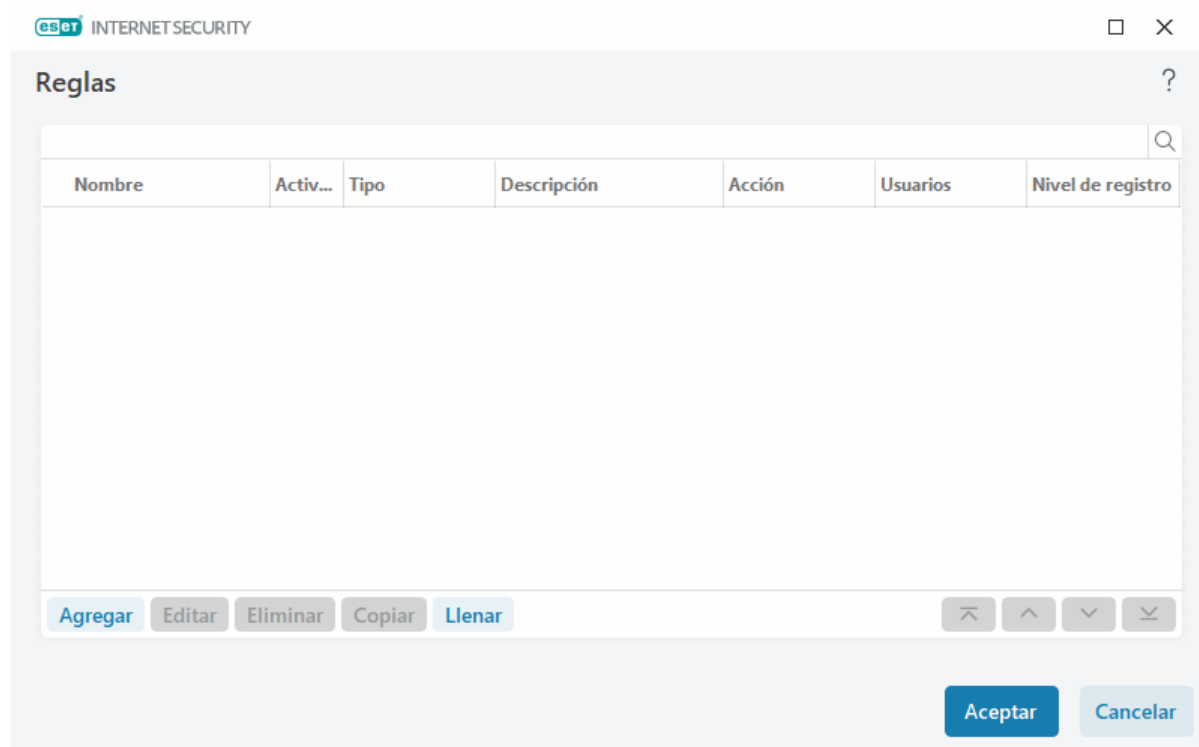 eset INTERNET SECURITY
Reglas
?
Nombre Activ... Tipo Descripción Acción Usuarios Nivel de registro
Agregar Editar Eliminar Copiar Llenar
Aceptar Cancelar